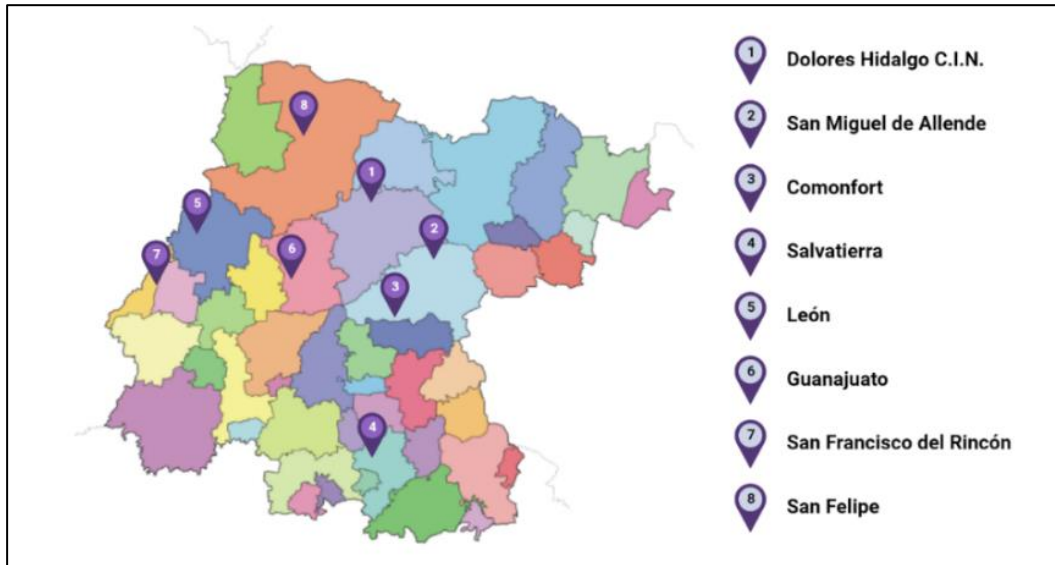 8
1
5
2
7
6
3
4
1 Dolores Hidalgo C.I.N.
2 San Miguel de Allende
3 Comonfort
4 Salvatierra
5 León
6 Guanajuato
7 San Francisco del Rincón
8 San Felipe